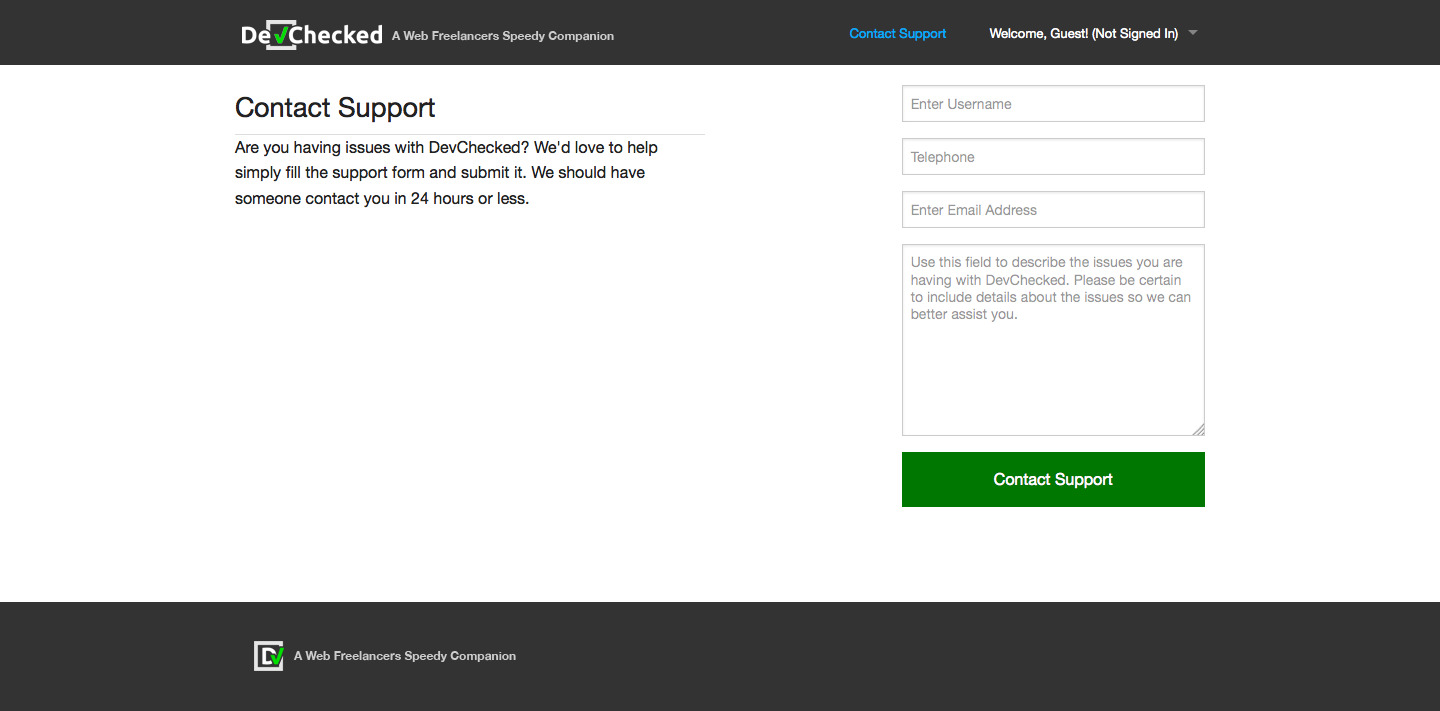 DevChecked A Web Freelancers Speedy Companion
Contact Support
Welcome, Guest! (Not Signed In)
Contact Support
Are you having issues with DevChecked? We'd love to help
simply fill the support form and submit it. We should have
someone contact you in 24 hours or less.
Enter Username
Telephone
Enter Email Address
Use this field to describe the issues you are
having with DevChecked. Please be certain
to include details about the issues so we can
better assist you.
Contact Support
D A Web Freelancers Speedy Companion